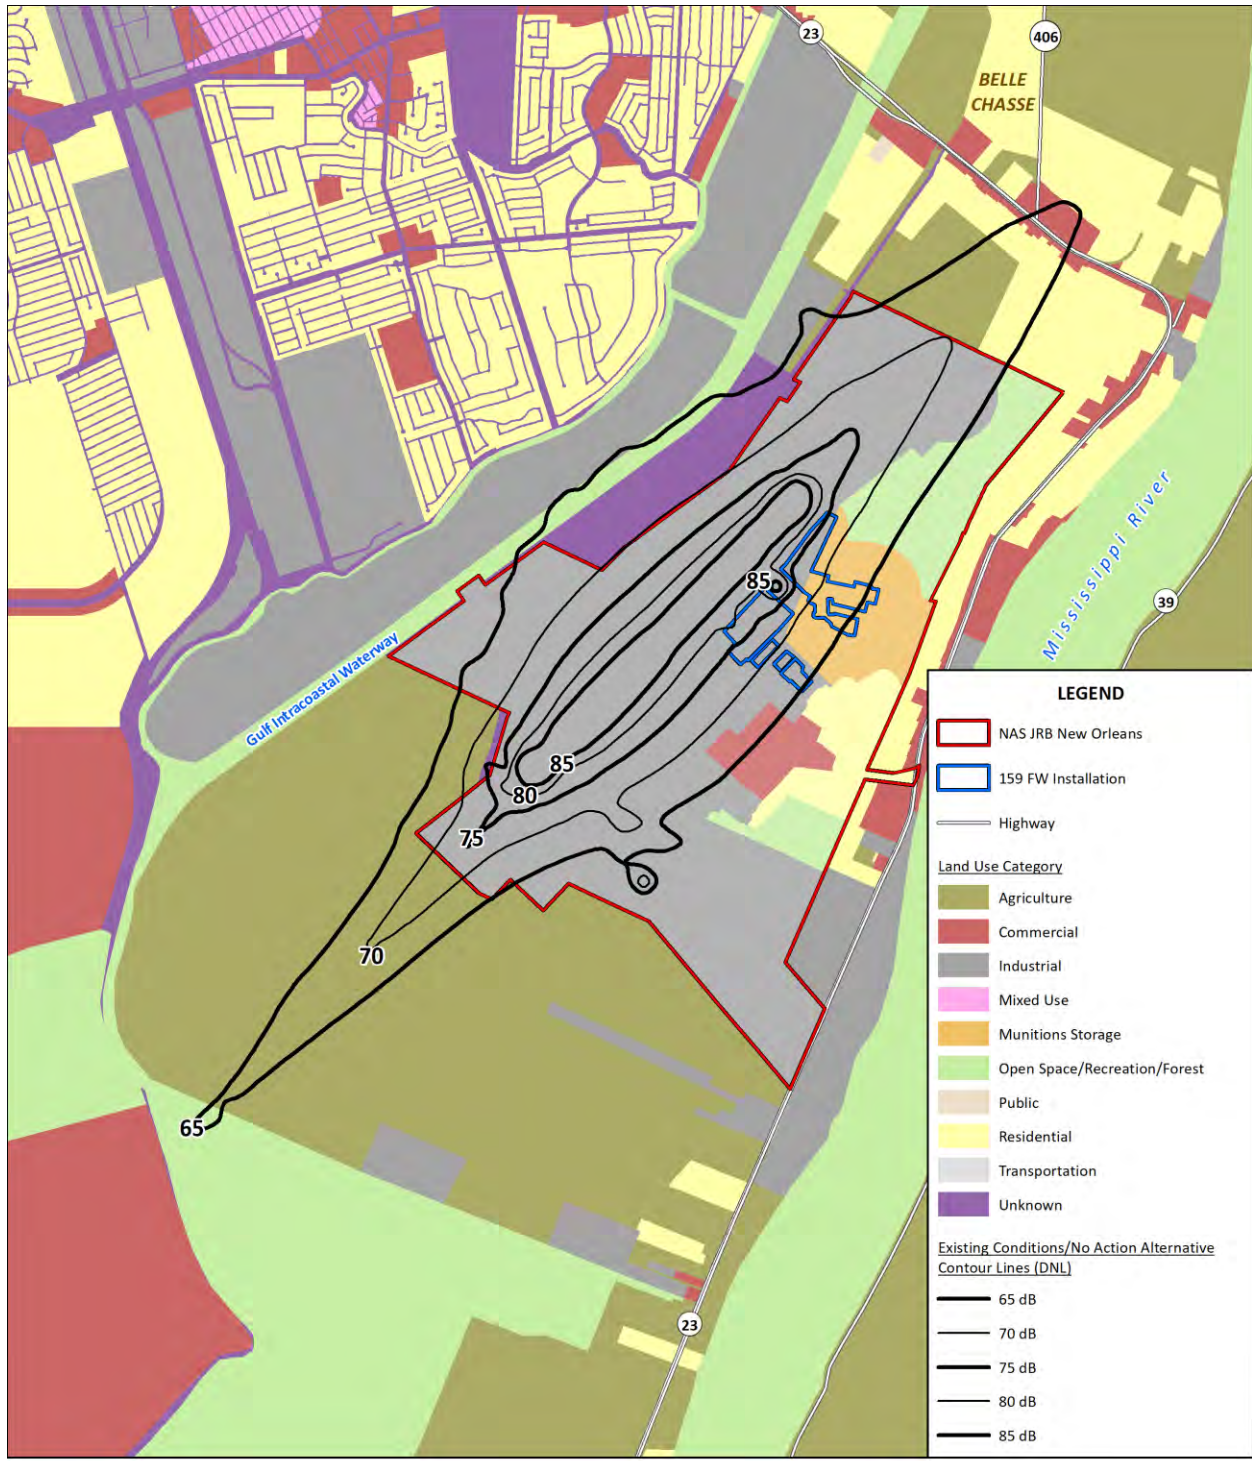 23
406
BELLE
CHASSE
Mississippi River
39
85
Gulf Intracoastal Waterway
85
80
75
70
65
23
LEGEND
NAS JRB New Orleans
159 FW Installation
Highway
Land Use Category
Agriculture
Commercial
Industrial
Mixed Use
Munitions Storage
Open Space/Recreation/Forest
Public
Residential
Transportation
Unknown
Existing Conditions/No Action Alternative
Contour Lines (DNL)
65 dB
70 dB
75 dB
80 dB
85 dB